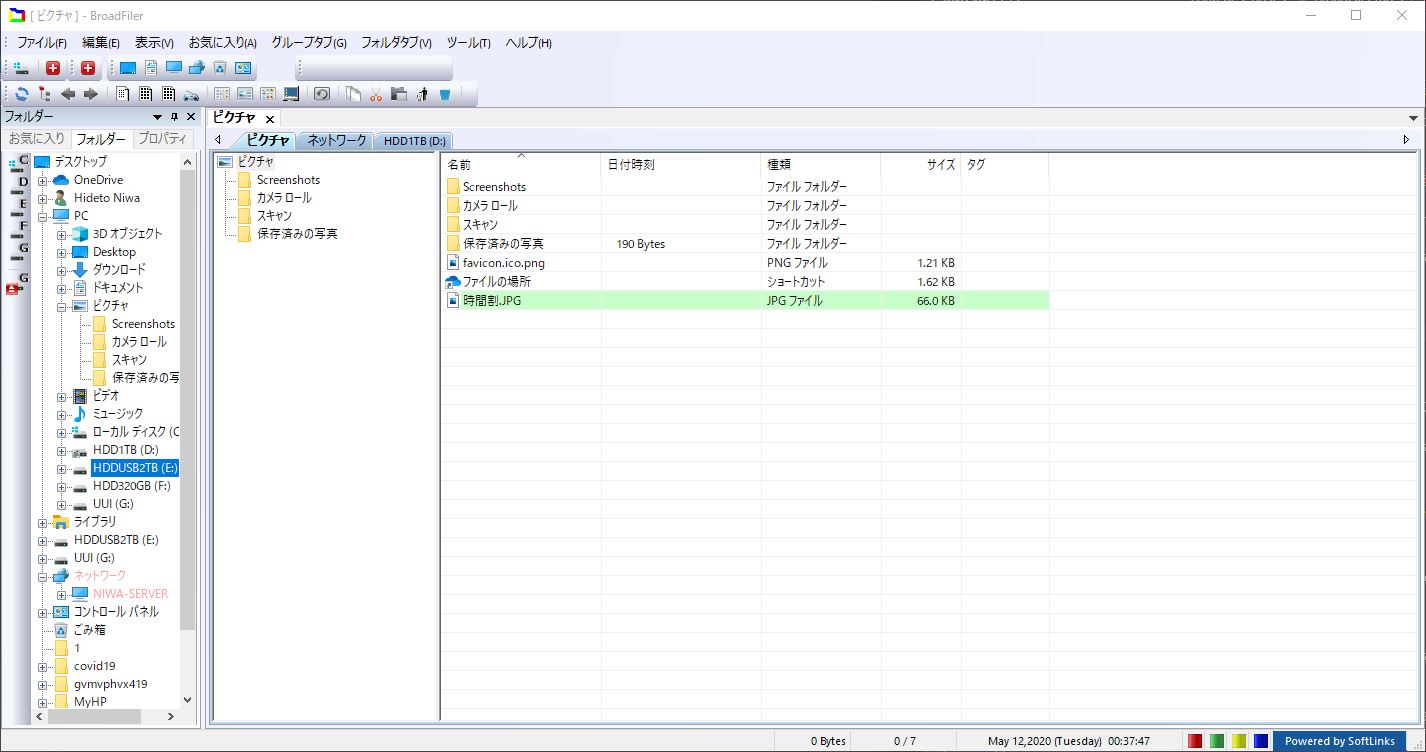 [ ピクチャ ] - BroadFiler
ファイル(F) 編集(E) 表示(V) お気に入り(A) グループタブ(G) フォルダタブ(V) ツール(T) ヘルプ(H)
フォルダー
お気に入り フォルダー プロパティ
C
D
E
F
G
G
デスクトップ
OneDrive
Hideto Niwa
PC
3D オブジェクト
Desktop
ダウンロード
ドキュメント
ピクチャ
Screenshots
カメラ ロール
スキャン
保存済みの写
ビデオ
ミュージック
ローカル ディスク (C
HDD1TB (D:)
HDDUSB2TB (E:)
HDD320GB (F:)
UUI (G:)
ライブラリ
HDDUSB2TB (E:)
UUI (G:)
ネットワーク
NIWA-SERVER
コントロール パネル
ごみ箱
1
covid19
gvmvphvx419
MyHP
ピクチャ
ピクチャ ネットワーク HDD1TB (D:)
ピクチャ
Screenshots
カメラ ロール
スキャン
保存済みの写真
名前 日付時刻 種類 サイズ タグ
Screenshots ファイル フォルダー
カメラ ロール ファイル フォルダー
スキャン ファイル フォルダー
保存済みの写真 190 Bytes ファイル フォルダー
favicon.ico.png PNG ファイル 1.21 KB
ファイルの場所 ショートカット 1.62 KB
時間割.JPG JPG ファイル 66.0 KB
0 Bytes 0 / 7 May 12,2020 (Tuesday) 00:37:47 Powered by SoftLinks